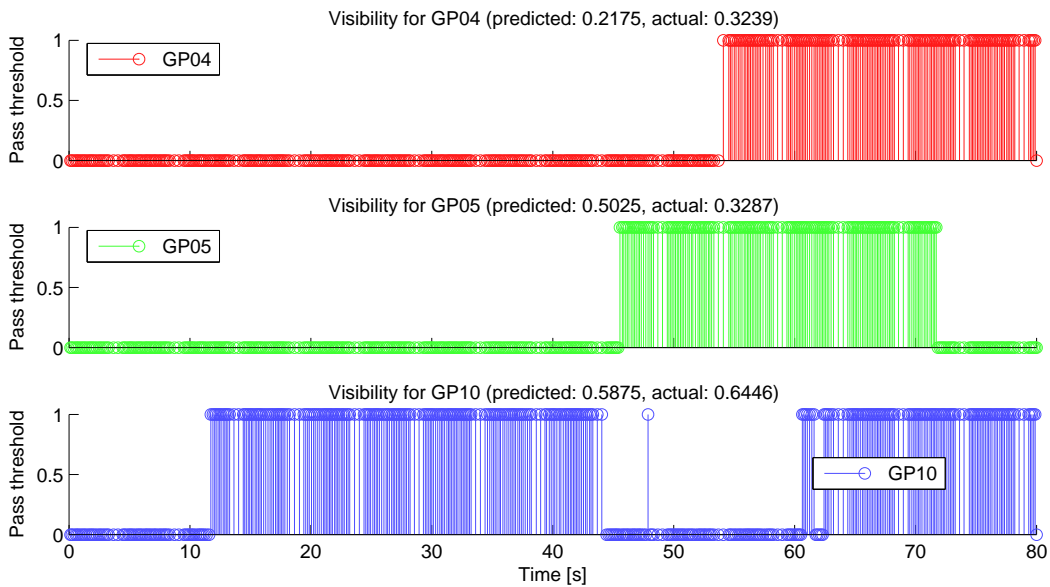 Visibility for GP04 (predicted: 0.2175, actual: 0.3239)
Pass threshold
1
0.5
0
GP04
Visibility for GP05 (predicted: 0.5025, actual: 0.3287)
Pass threshold
1
0.5
0
GP05
Visibility for GP10 (predicted: 0.5875, actual: 0.6446)
Pass threshold
1
0.5
0
GP10
0 10 20 30 40 50 60 70 80
Time [s]